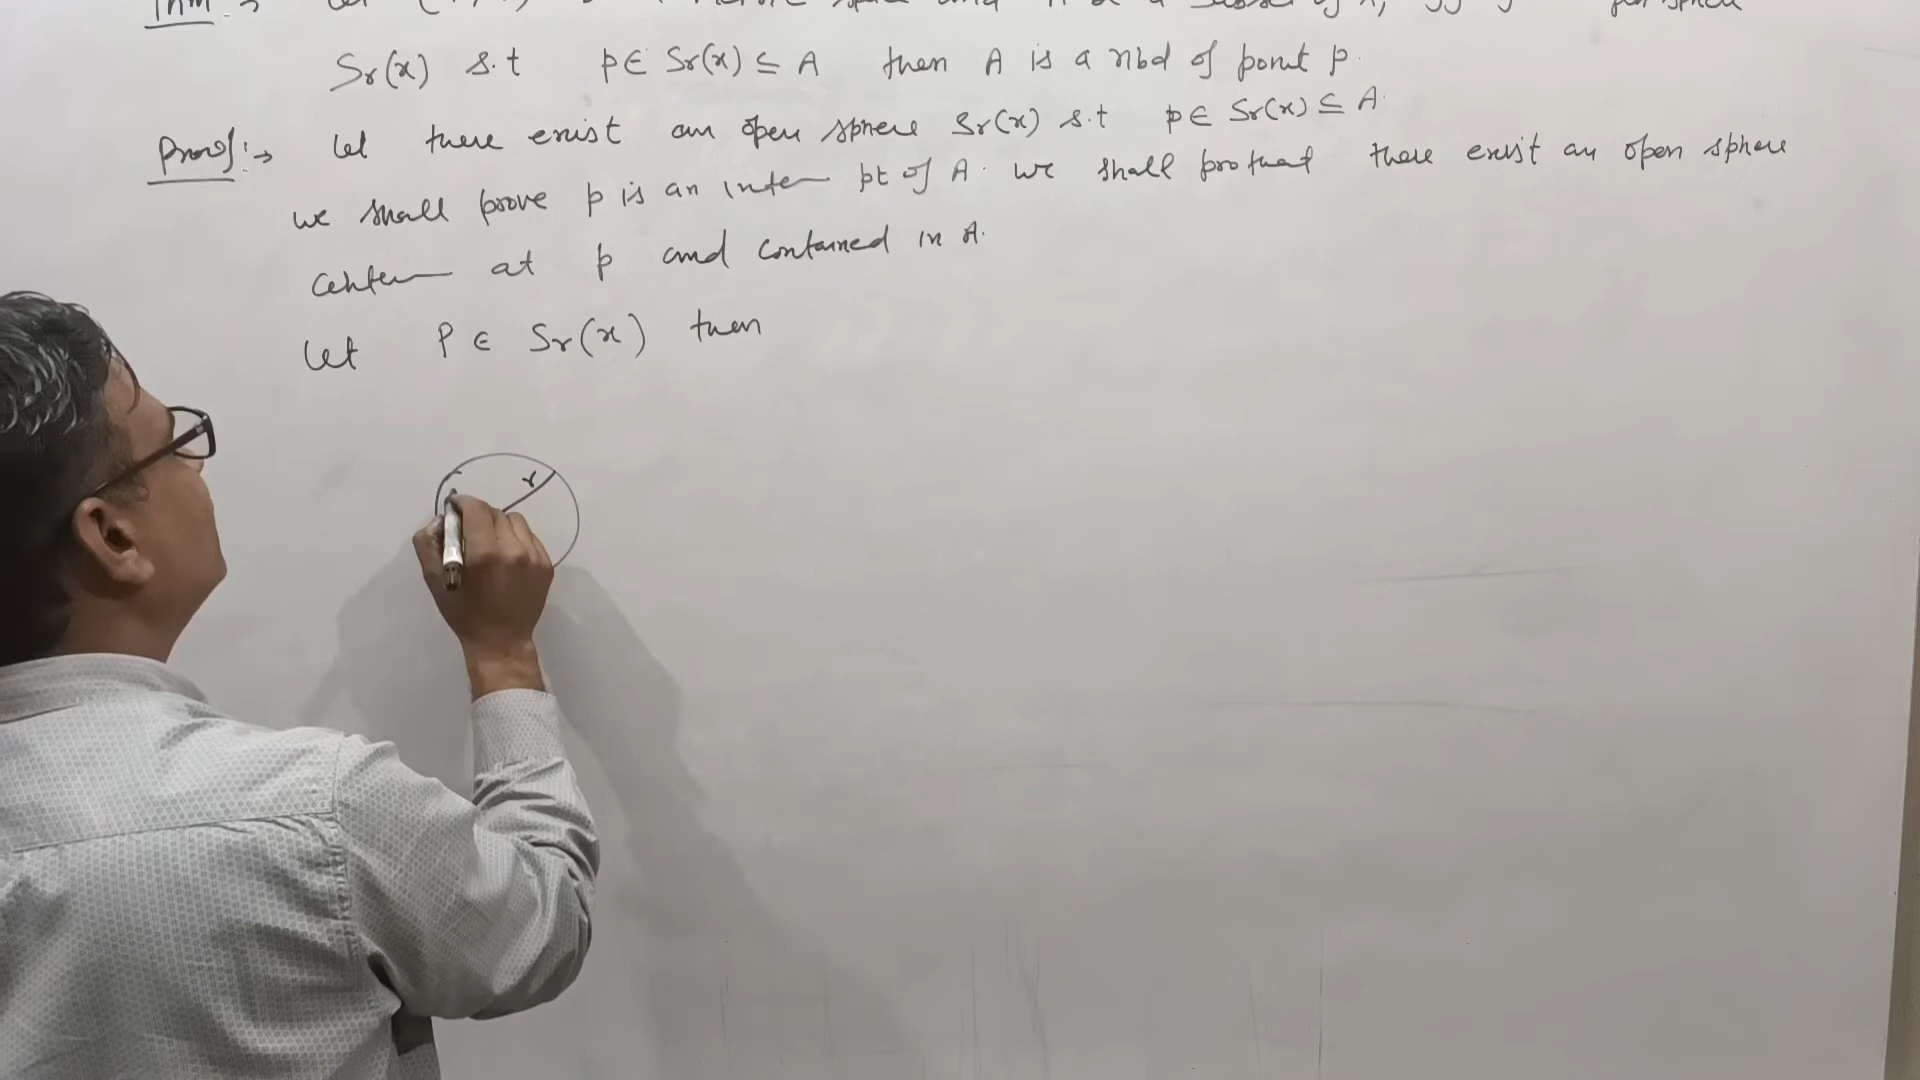 Thm :→ Let
Sr(x) s.t p∈ Sr(x) ⊆ A then A is a nbd of point p.
Proof :→ let there exist an open sphere Sr(x) s.t p∈ Sr(x) ⊆ A.
we shall prove p is an inter pt of A. we shall pro that there exist an open sphere
center at p and contained in A.
let P ∈ Sr(x) then
r